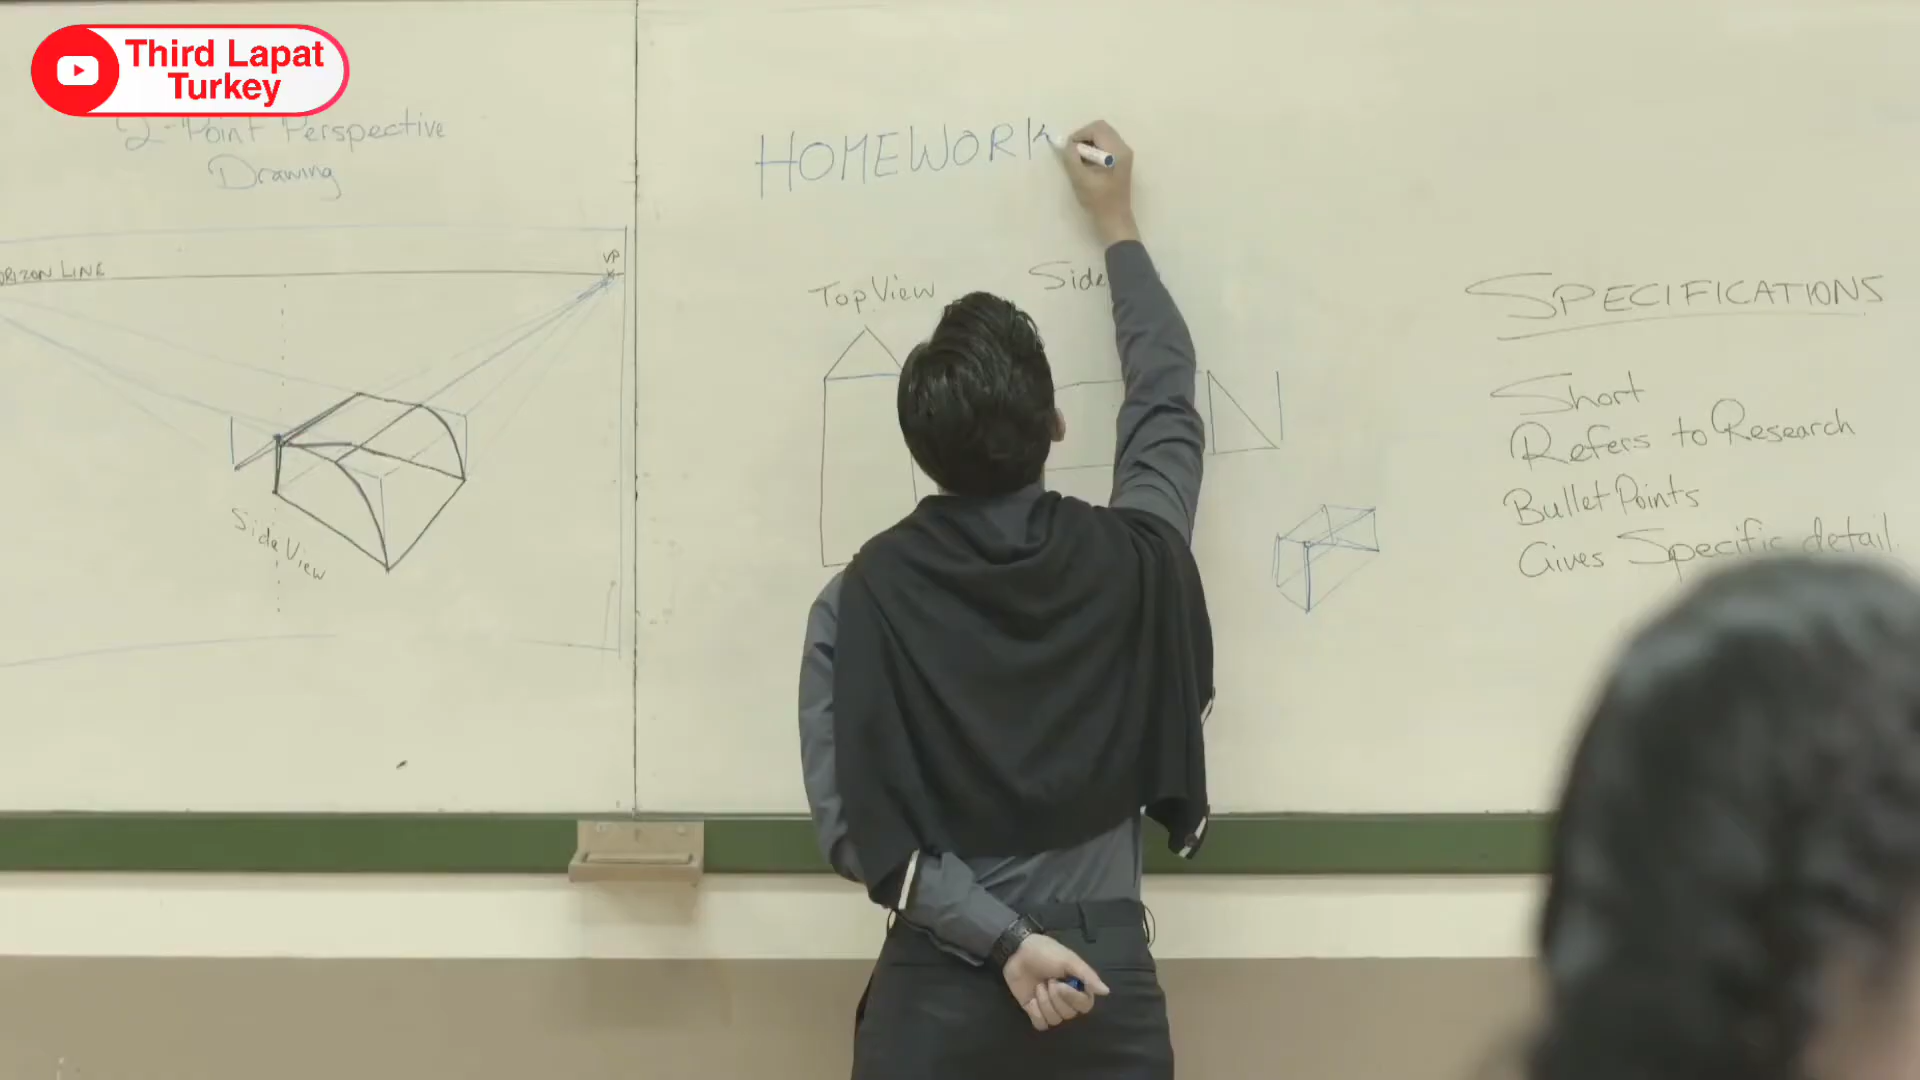 Third Lapat
Turkey
2-Point Perspective
Drawing
HORIZON LINE
VP
Side View
HOMEWORK
Top View
Side
SPECIFICATIONS
Short
Refers to Research
Bullet Points
Gives Specific detail.